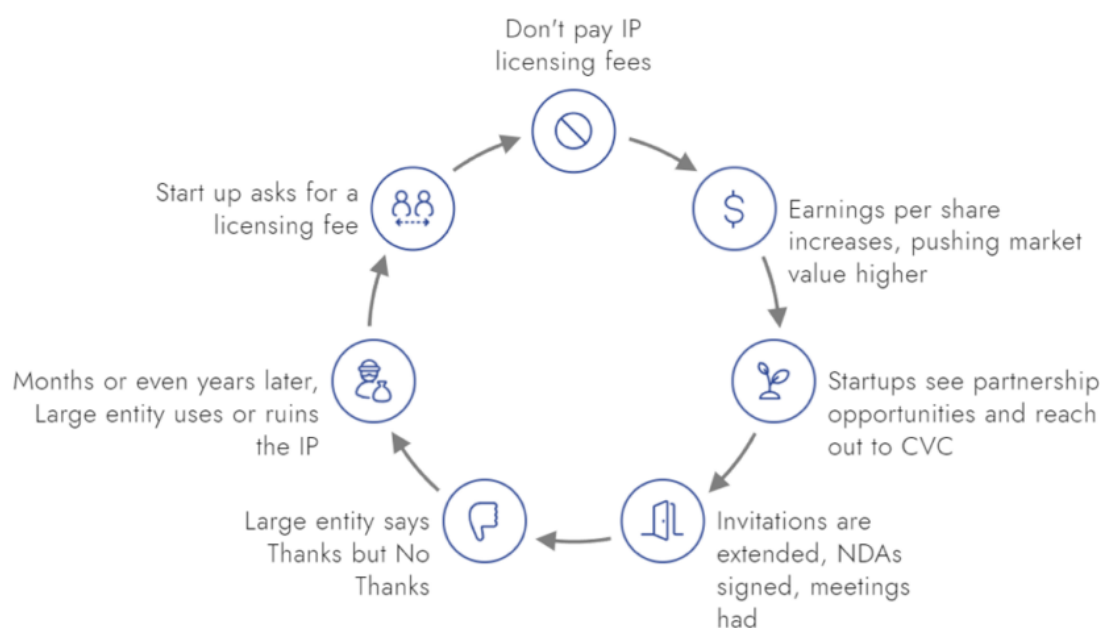 Don't pay IP
licensing fees
Earnings per share
increases, pushing market
value higher
Startups see partnership
opportunities and reach
out to CVC
Invitations are
extended, NDAs
signed, meetings
had
Large entity says
Thanks but No
Thanks
Months or even years later,
Large entity uses or ruins
the IP
Start up asks for a
licensing fee